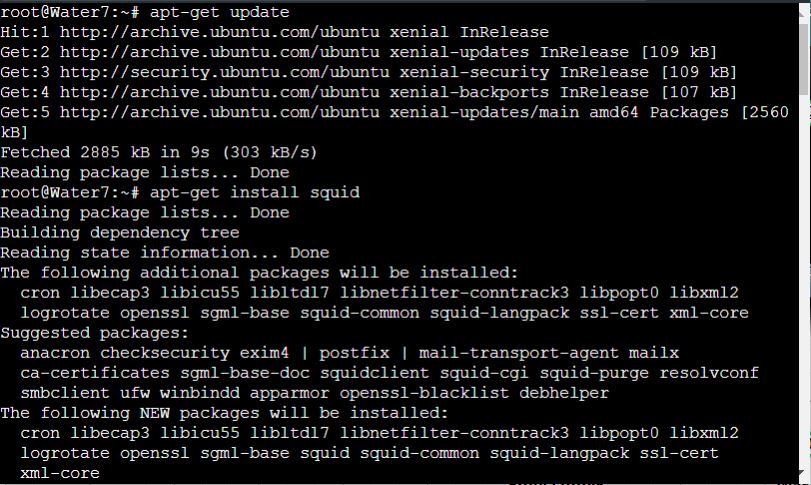 root@Water7:~# apt-get update
Hit:1 http://archive.ubuntu.com/ubuntu xenial InRelease
Get:2 http://archive.ubuntu.com/ubuntu xenial-updates InRelease [109 kB]
Get:3 http://security.ubuntu.com/ubuntu xenial-security InRelease [109 kB]
Get:4 http://archive.ubuntu.com/ubuntu xenial-backports InRelease [107 kB]
Get:5 http://archive.ubuntu.com/ubuntu xenial-updates/main amd64 Packages [2560
kB]
Fetched 2885 kB in 9s (303 kB/s)
Reading package lists... Done
root@Water7:~# apt-get install squid
Reading package lists... Done
Building dependency tree
Reading state information... Done
The following additional packages will be installed:
  cron libecap3 libicu55 libltdl7 libnetfilter-conntrack3 libpopt0 libxml2
  logrotate openssl sgml-base squid-common squid-langpack ssl-cert xml-core
Suggested packages:
  anacron checksecurity exim4 | postfix | mail-transport-agent mailx
  ca-certificates sgml-base-doc squidclient squid-cgi squid-purge resolvconf
  smbclient ufw winbindd apparmor openssl-blacklist debhelper
The following NEW packages will be installed:
  cron libecap3 libicu55 libltdl7 libnetfilter-conntrack3 libpopt0 libxml2
  logrotate openssl sgml-base squid squid-common squid-langpack ssl-cert
  xml-core